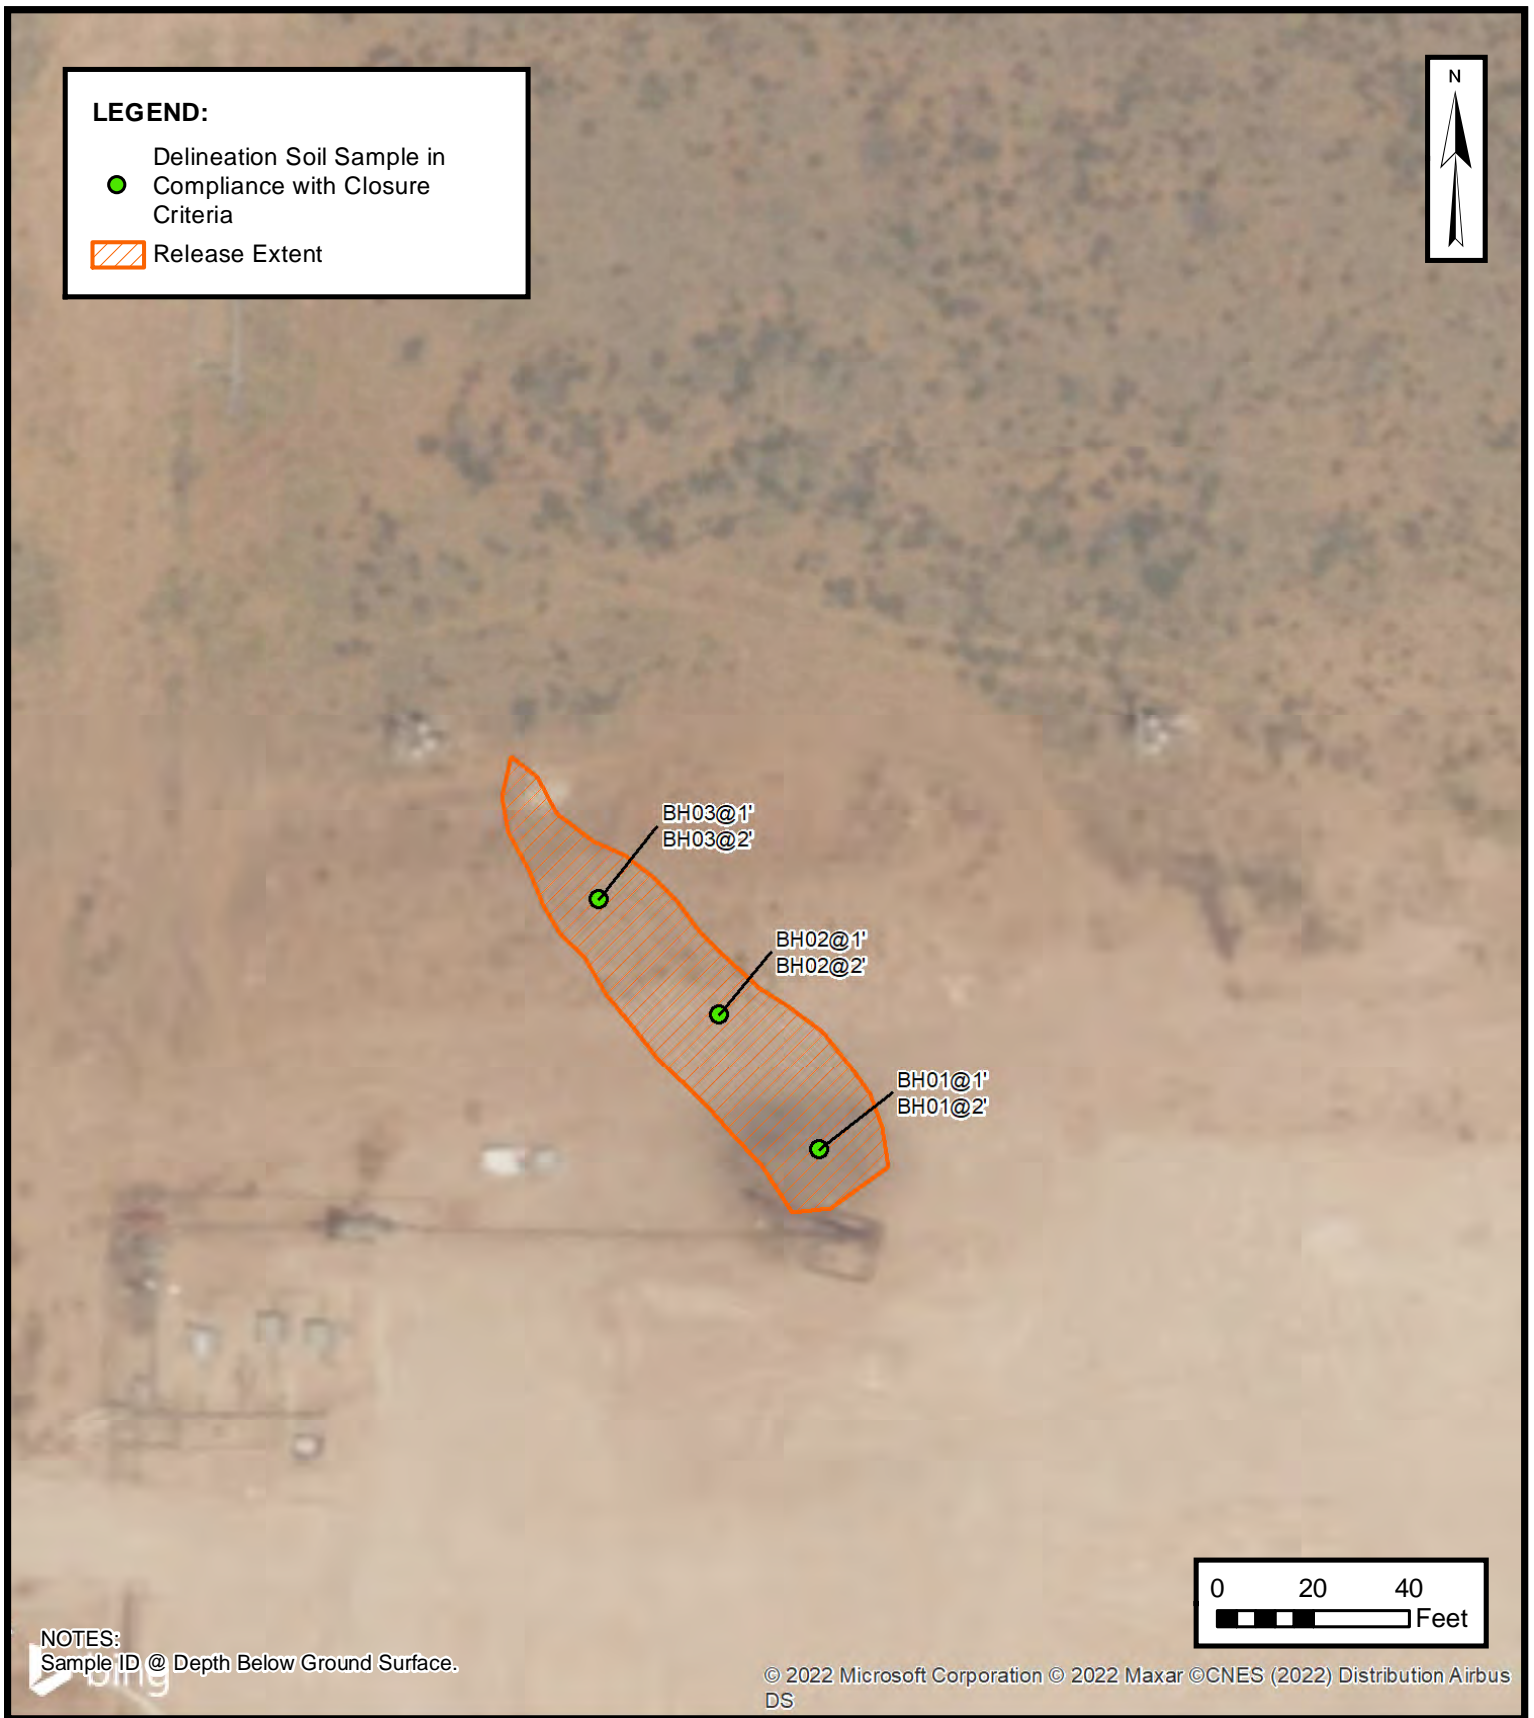 LEGEND:
Delineation Soil Sample in
Compliance with Closure
Criteria
Release Extent
N
BH03@1'
BH03@2'
BH02@1'
BH02@2'
BH01@1'
BH01@2'
0 20 40
Feet
NOTES:
Sample ID @ Depth Below Ground Surface.
bing
© 2022 Microsoft Corporation © 2022 Maxar ©CNES (2022) Distribution Airbus
DS